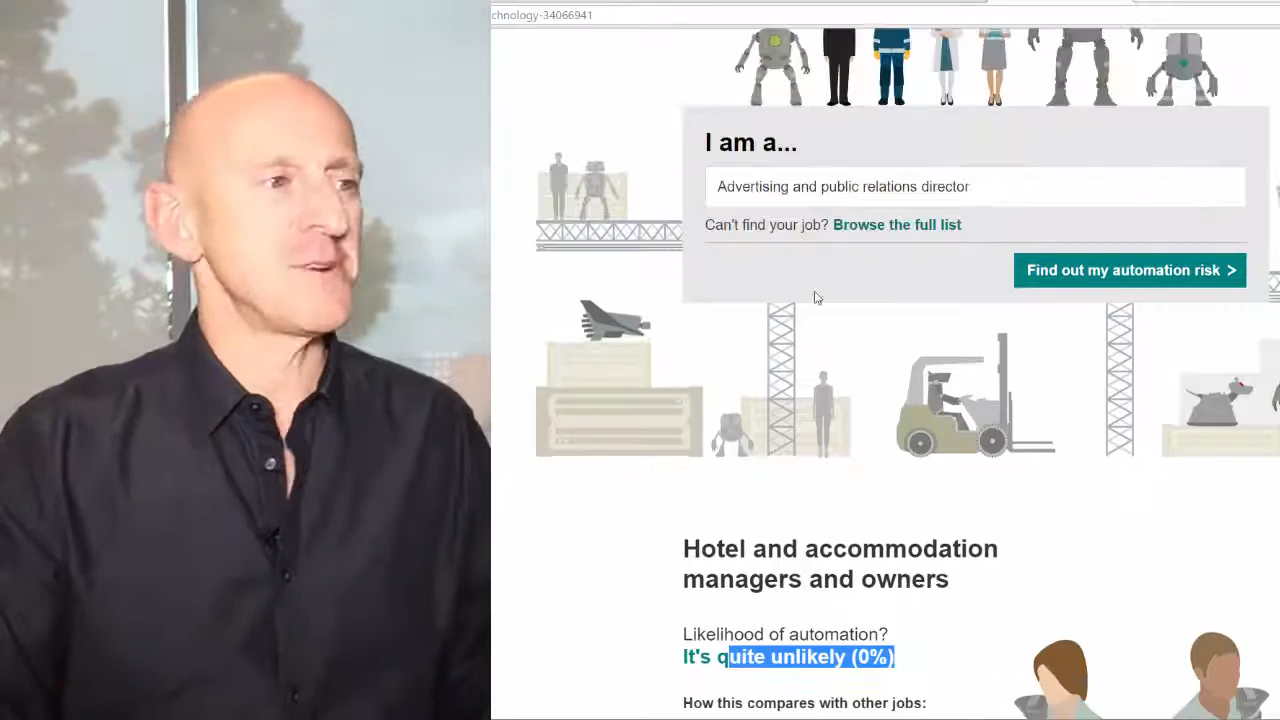 chnology-34066941
I am a...
Advertising and public relations director
Can't find your job? Browse the full list
Find out my automation risk >
Hotel and accommodation
managers and owners
Likelihood of automation?
It's quite unlikely (0%)
How this compares with other jobs: